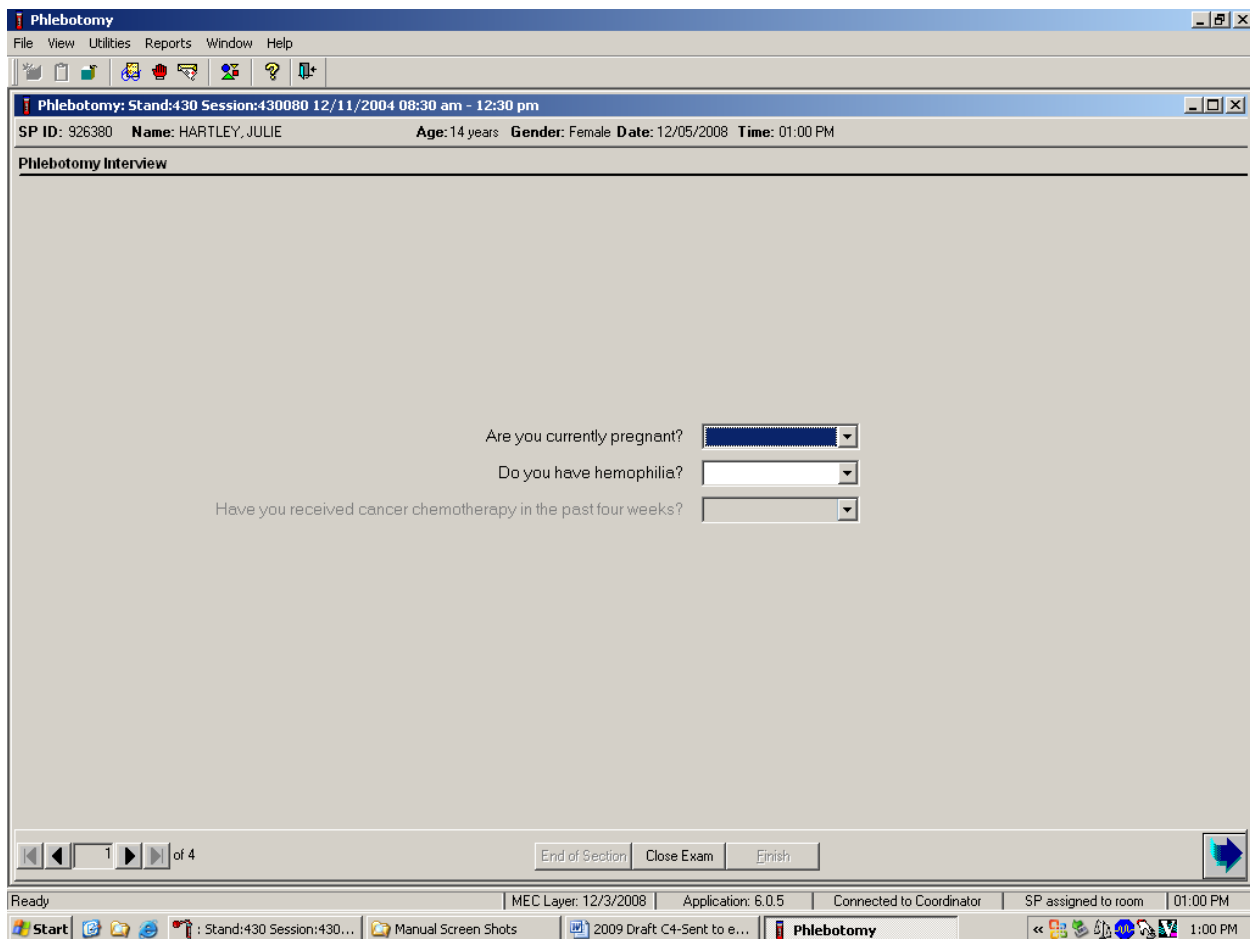 Phlebotomy
File View Utilities Reports Window Help
Phlebotomy: Stand:430 Session:430080 12/11/2004 08:30 am - 12:30 pm
SP ID: 926380 Name: HARTLEY, JULIE Age: 14 years Gender: Female Date: 12/05/2008 Time: 01:00 PM
Phlebotomy Interview
Are you currently pregnant?
Do you have hemophilia?
Have you received cancer chemotherapy in the past four weeks?
1 of 4 End of Section Close Exam Finish
Ready MEC Layer: 12/3/2008 Application: 6.0.5 Connected to Coordinator SP assigned to room 01:00 PM
Start : Stand:430 Session:430... Manual Screen Shots 2009 Draft C4-Sent to e... Phlebotomy « 1:00 PM